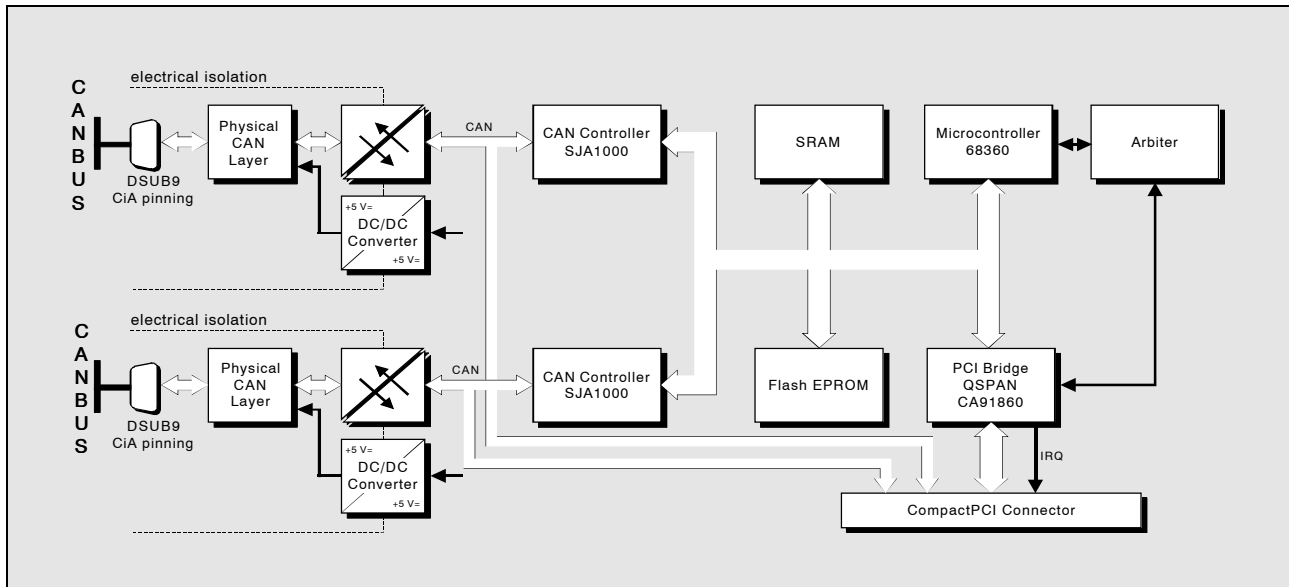 CANBUS
electrical isolation
DSUB9
CiA pinning
Physical
CAN
Layer
+5 V=
DC/DC
Converter
+5 V=
CAN
CAN Controller
SJA1000
SRAM
Microcontroller
68360
Arbiter
CANBUS
electrical isolation
DSUB9
CiA pinning
Physical
CAN
Layer
+5 V=
DC/DC
Converter
+5 V=
CAN
CAN Controller
SJA1000
Flash EPROM
PCI Bridge
QSPAN
CA91860
IRQ
CompactPCI Connector